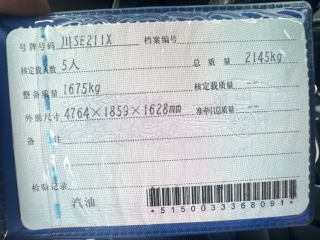 号牌号码 川SE211X 档案编号
核定载人数 5人 总质量 2145kg
整备质量 1675kg 核定载质量 --
外廓尺寸 4764×1859×1628mm 准牵引总质量 --
备注
检验记录
汽油
*5150033368091*